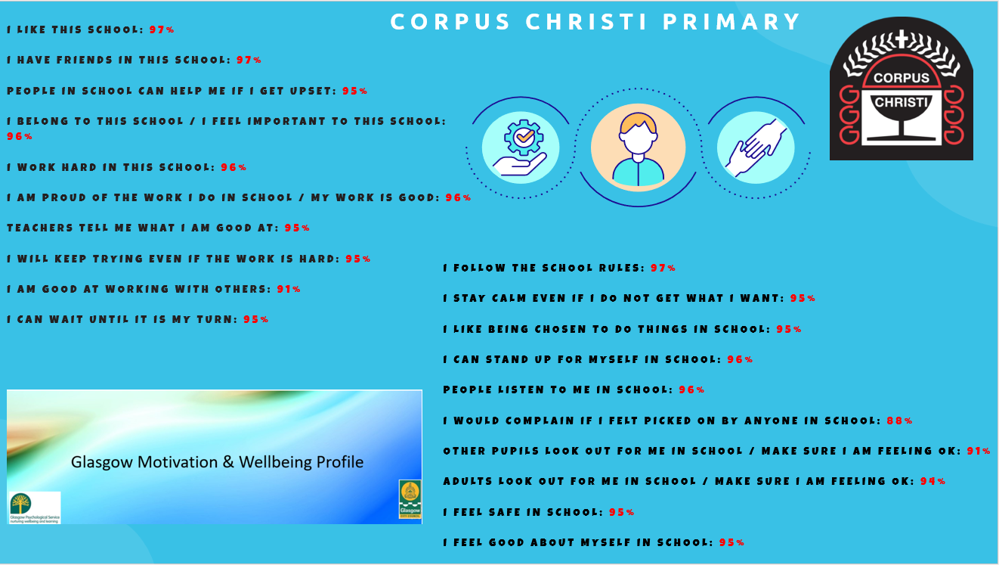 CORPUS CHRISTI PRIMARY
I LIKE THIS SCHOOL: 97%
I HAVE FRIENDS IN THIS SCHOOL: 97%
PEOPLE IN SCHOOL CAN HELP ME IF I GET UPSET: 95%
I BELONG TO THIS SCHOOL / I FEEL IMPORTANT TO THIS SCHOOL:
96%
I WORK HARD IN THIS SCHOOL: 96%
I AM PROUD OF THE WORK I DO IN SCHOOL / MY WORK IS GOOD: 96%
TEACHERS TELL ME WHAT I AM GOOD AT: 95%
I WILL KEEP TRYING EVEN IF THE WORK IS HARD: 95%
I AM GOOD AT WORKING WITH OTHERS: 91%
I CAN WAIT UNTIL IT IS MY TURN: 95%
CORPUS
CHRISTI
I FOLLOW THE SCHOOL RULES: 97%
I STAY CALM EVEN IF I DO NOT GET WHAT I WANT: 95%
I LIKE BEING CHOSEN TO DO THINGS IN SCHOOL: 95%
I CAN STAND UP FOR MYSELF IN SCHOOL: 96%
PEOPLE LISTEN TO ME IN SCHOOL: 96%
I WOULD COMPLAIN IF I FELT PICKED ON BY ANYONE IN SCHOOL: 88%
OTHER PUPILS LOOK OUT FOR ME IN SCHOOL / MAKE SURE I AM FEELING OK: 91%
ADULTS LOOK OUT FOR ME IN SCHOOL / MAKE SURE I AM FEELING OK: 94%
I FEEL SAFE IN SCHOOL: 95%
I FEEL GOOD ABOUT MYSELF IN SCHOOL: 95%
Glasgow Motivation & Wellbeing Profile
Glasgow Psychological Service
nurturing wellbeing and learning
Glasgow
CITY COUNCIL